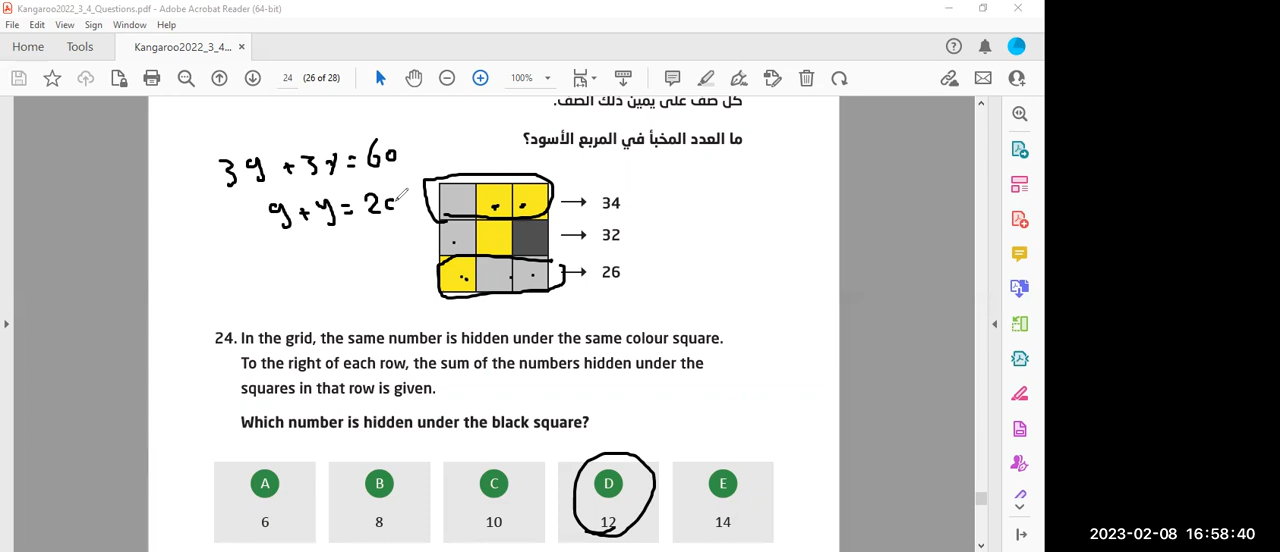 Kangaroo2022_3_4_Questions.pdf - Adobe Acrobat Reader (64-bit)
File Edit View Sign Window Help
Home Tools Kangaroo2022_3_4... ×
24 (26 of 28) 100%
كل صف على يمين ذلك الصف.
ما العدد المخبأ في المربع الأسود؟
3g + 3y = 60
g + y = 20
34
32
26
24. In the grid, the same number is hidden under the same colour square.
To the right of each row, the sum of the numbers hidden under the
squares in that row is given.
Which number is hidden under the black square?
A B C D E
6 8 10 12 14
2023-02-08 16:58:40